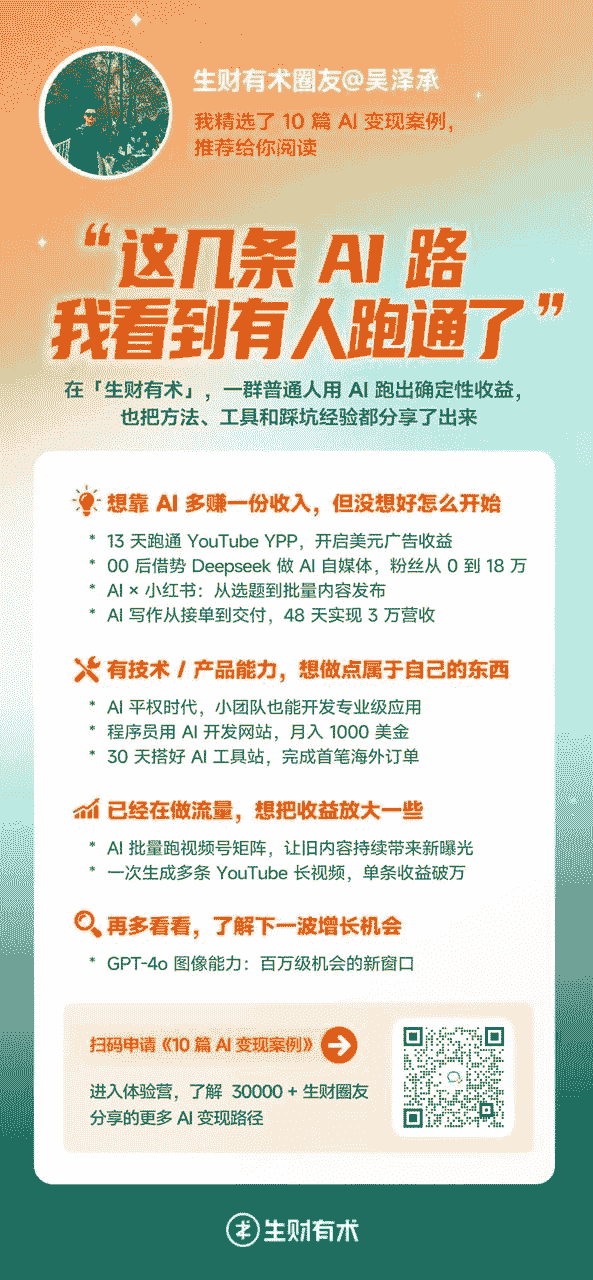 生财有术圈友@吴泽承
我精选了 10 篇 AI 变现案例，
推荐给你阅读
“这几条 AI 路
我看到有人跑通了”
在「生财有术」，一群普通人用 AI 跑出确定性收益，
也把方法、工具和踩坑经验都分享了出来
想靠 AI 多赚一份收入，但没想好怎么开始
* 13 天跑通 YouTube YPP，开启美元广告收益
* 00 后借势 Deepseek 做 AI 自媒体，粉丝从 0 到 18 万
* AI × 小红书：从选题到批量内容发布
* AI 写作从接单到交付，48 天实现 3 万营收
有技术 / 产品能力，想做点属于自己的东西
* AI 平权时代，小团队也能开发专业级应用
* 程序员用 AI 开发网站，月入 1000 美金
* 30 天搭好 AI 工具站，完成首笔海外订单
已经在做流量，想把收益放大一些
* AI 批量跑视频号矩阵，让旧内容持续带来新曝光
* 一次生成多条 YouTube 长视频，单条收益破万
再多看看，了解下一波增长机会
* GPT-4o 图像能力：百万级机会的新窗口
扫码申请《10 篇 AI 变现案例》
进入体验营，了解 30000 + 生财圈友
分享的更多 AI 变现路径
生财有术